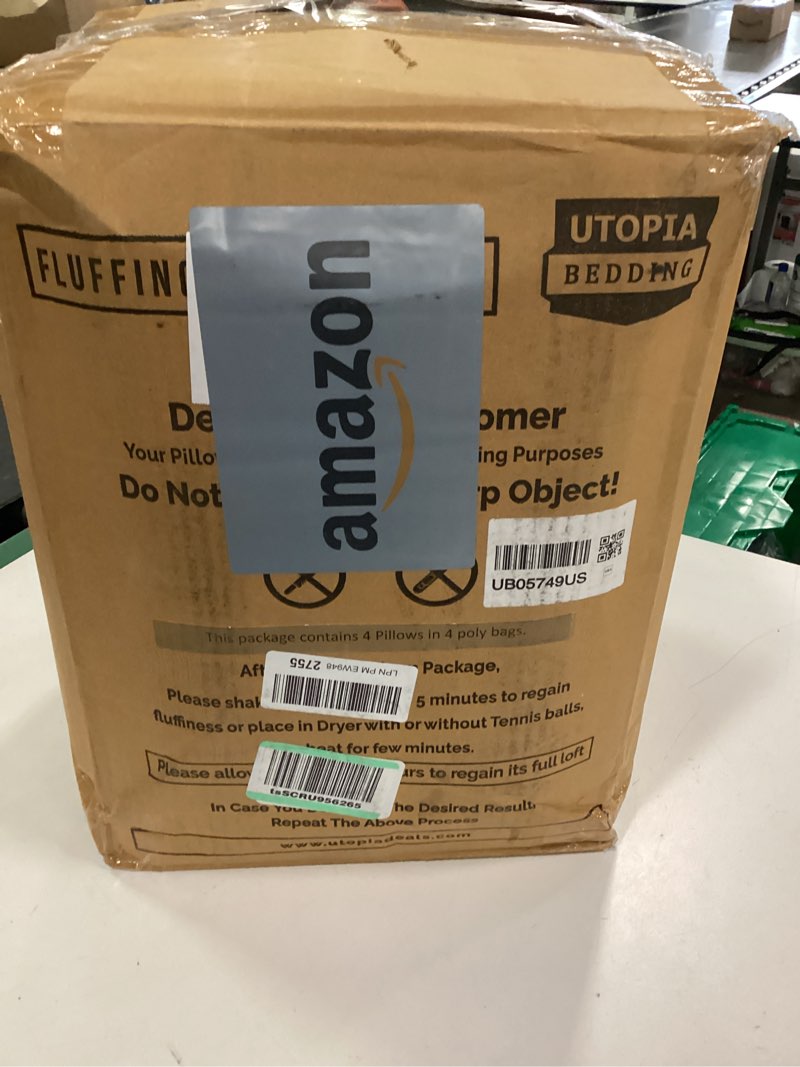 FLUFFING
UTOPIA
BEDDING
amazon
De omer
Your Pillo ing Purposes
Do Not rp Object!
UB05749US
This package contains 4 Pillows in 4 poly bags.
LPN PM EW948 2755
Aft Package,
Please shak 5 minutes to regain
fluffiness or place in Dryer with or without Tennis balls,
heat for few minutes.
Please allow urs to regain its full loft
tsSCRU956265
In Case You he Desired Result,
Repeat The Above Process
www.utopiadeals.com